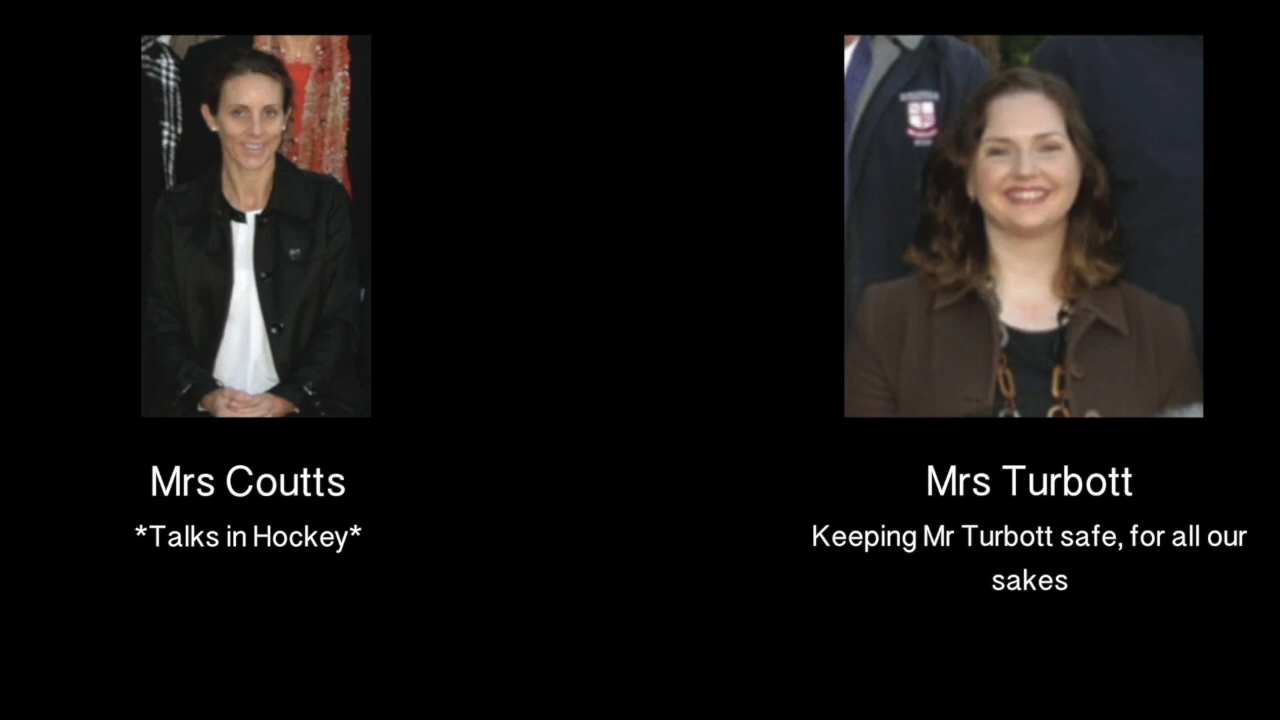 Mrs Coutts
*Talks in Hockey*
Mrs Turbott
Keeping Mr Turbott safe, for all our
sakes